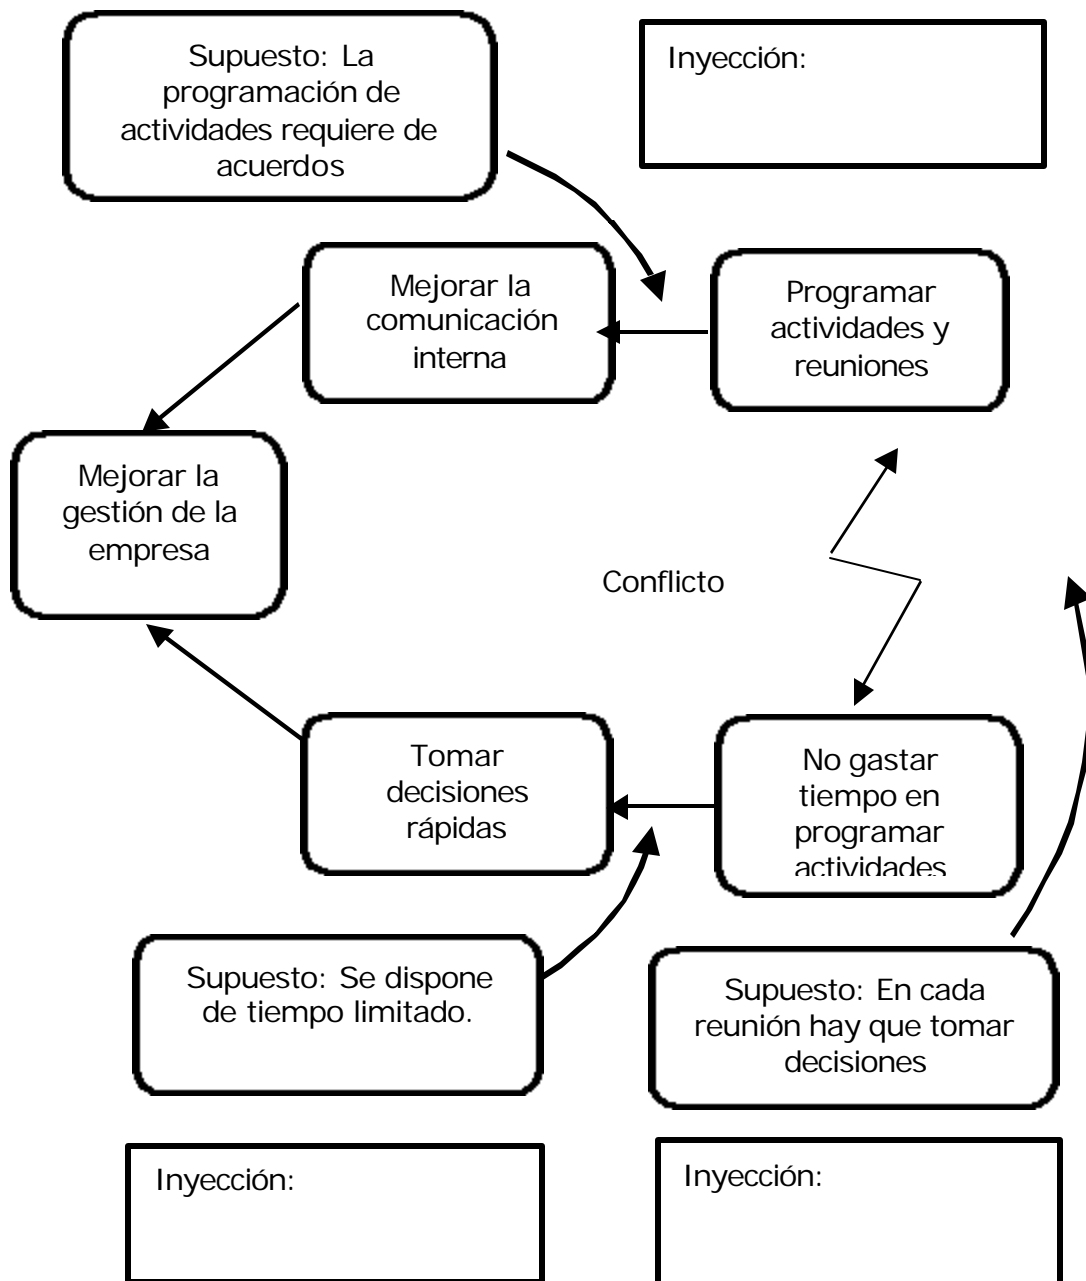 Supuesto: La
programación de
actividades requiere de
acuerdos
Inyección:
Mejorar la
comunicación
interna
Programar
actividades y
reuniones
Mejorar la
gestión de la
empresa
Conflicto
Tomar
decisiones
rápidas
No gastar
tiempo en
programar
actividades
Supuesto: Se dispone
de tiempo limitado.
Supuesto: En cada
reunión hay que tomar
decisiones
Inyección:
Inyección: